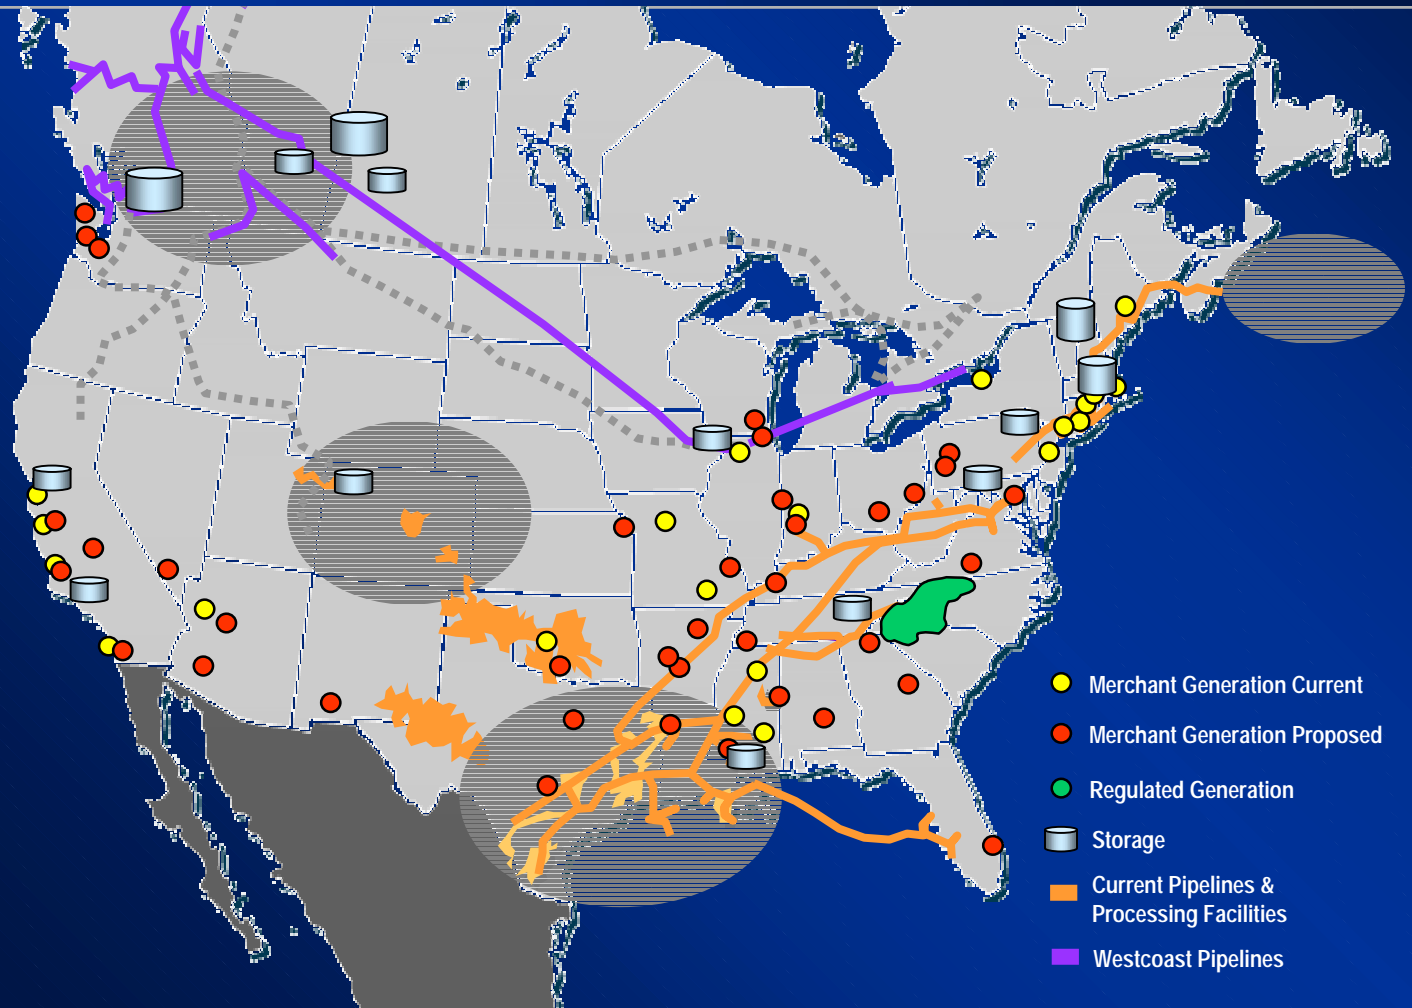 Merchant Generation Current
Merchant Generation Proposed
Regulated Generation
Storage
Current Pipelines &
Processing Facilities
Westcoast Pipelines